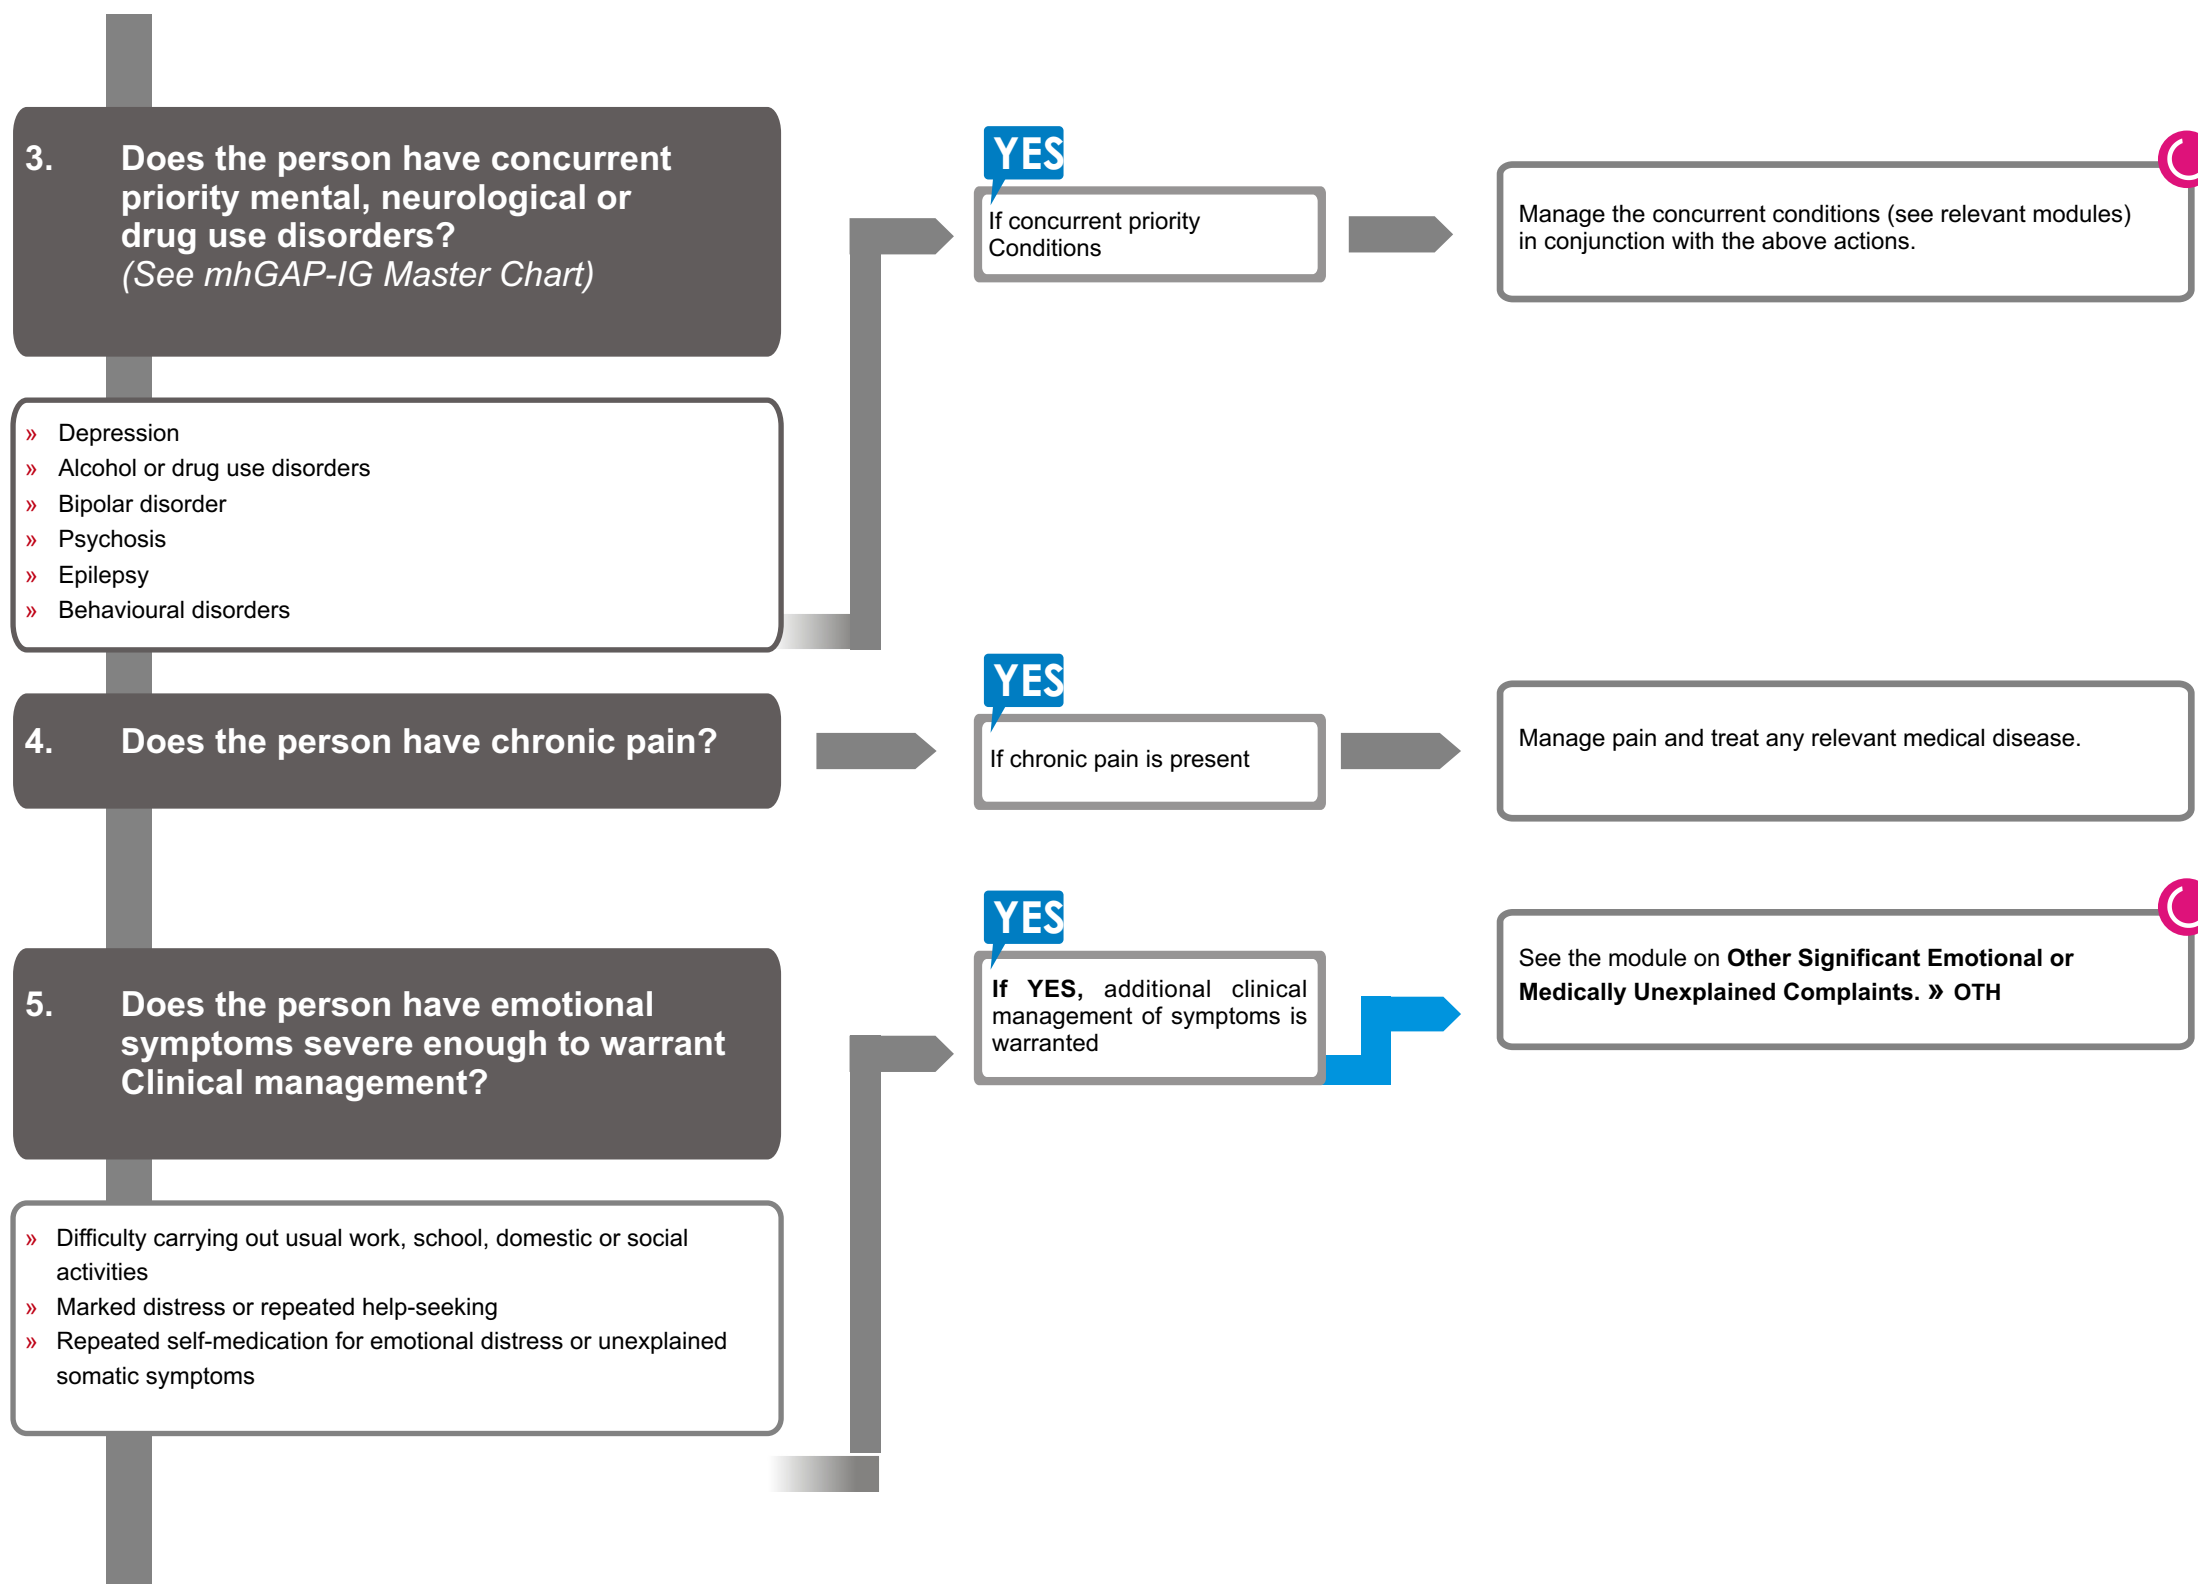 3. Does the person have concurrent
priority mental, neurological or
drug use disorders?
(See mhGAP-IG Master Chart)
YES
If concurrent priority
Conditions
Manage the concurrent conditions (see relevant modules)
in conjunction with the above actions.
» Depression
» Alcohol or drug use disorders
» Bipolar disorder
» Psychosis
» Epilepsy
» Behavioural disorders
4. Does the person have chronic pain?
YES
If chronic pain is present
Manage pain and treat any relevant medical disease.
5. Does the person have emotional
symptoms severe enough to warrant
Clinical management?
YES
If YES, additional clinical
management of symptoms is
warranted
See the module on Other Significant Emotional or
Medically Unexplained Complaints. » OTH
» Difficulty carrying out usual work, school, domestic or social
activities
» Marked distress or repeated help-seeking
» Repeated self-medication for emotional distress or unexplained
somatic symptoms